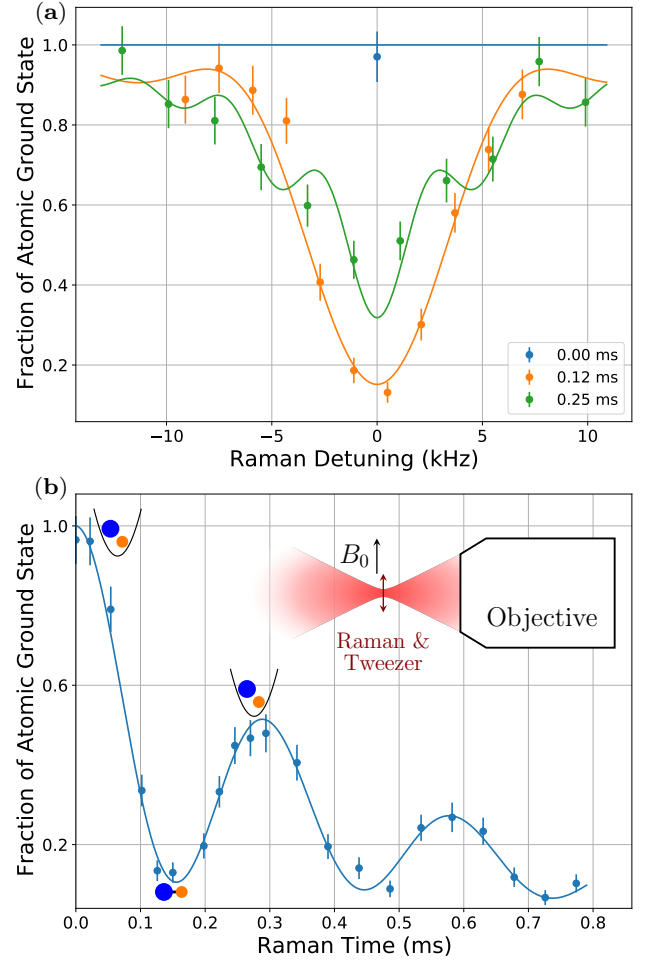 (a)
Fraction of Atomic Ground State
1.0
0.8
0.6
0.4
0.2
0.00 ms
0.12 ms
0.25 ms
−10
−5
0
5
10
Raman Detuning (kHz)
(b)
Fraction of Atomic Ground State
1.0
0.6
0.2
B₀
Objective
Raman &
Tweezer
0.0
0.1
0.2
0.3
0.4
0.5
0.6
0.7
0.8
Raman Time (ms)